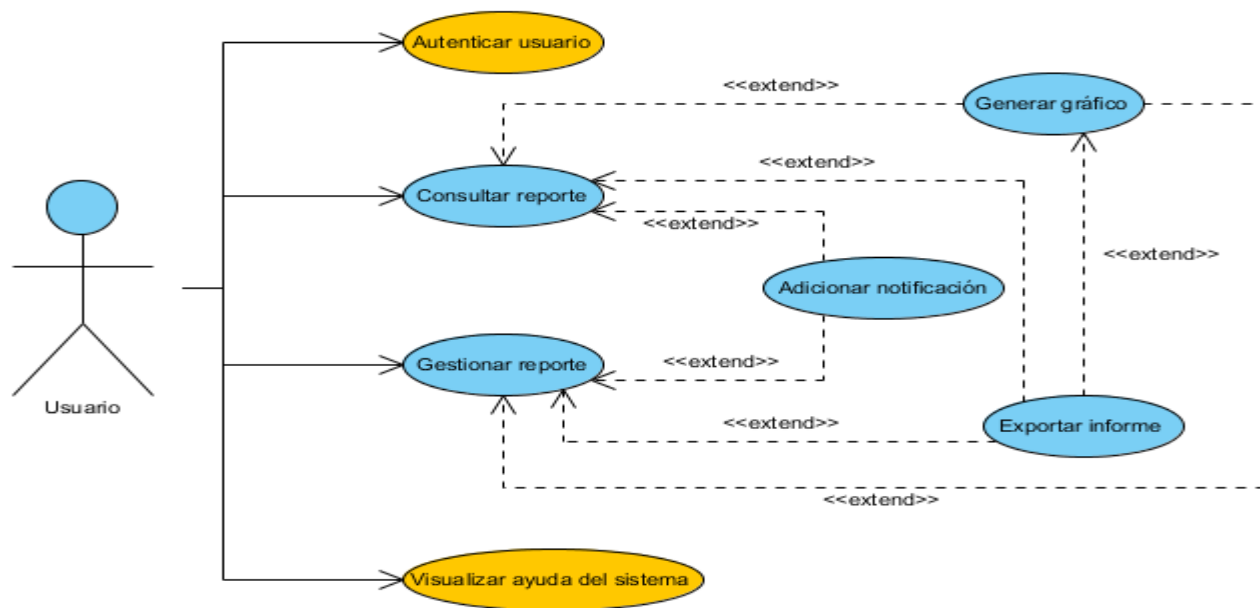 Autenticar usuario
<<extend>>
Generar gráfico
<<extend>>
Consultar reporte
<<extend>>
<<extend>>
Adicionar notificación
<<extend>>
Gestionar reporte
Usuario
<<extend>>
Exportar informe
<<extend>>
Visualizar ayuda del sistema